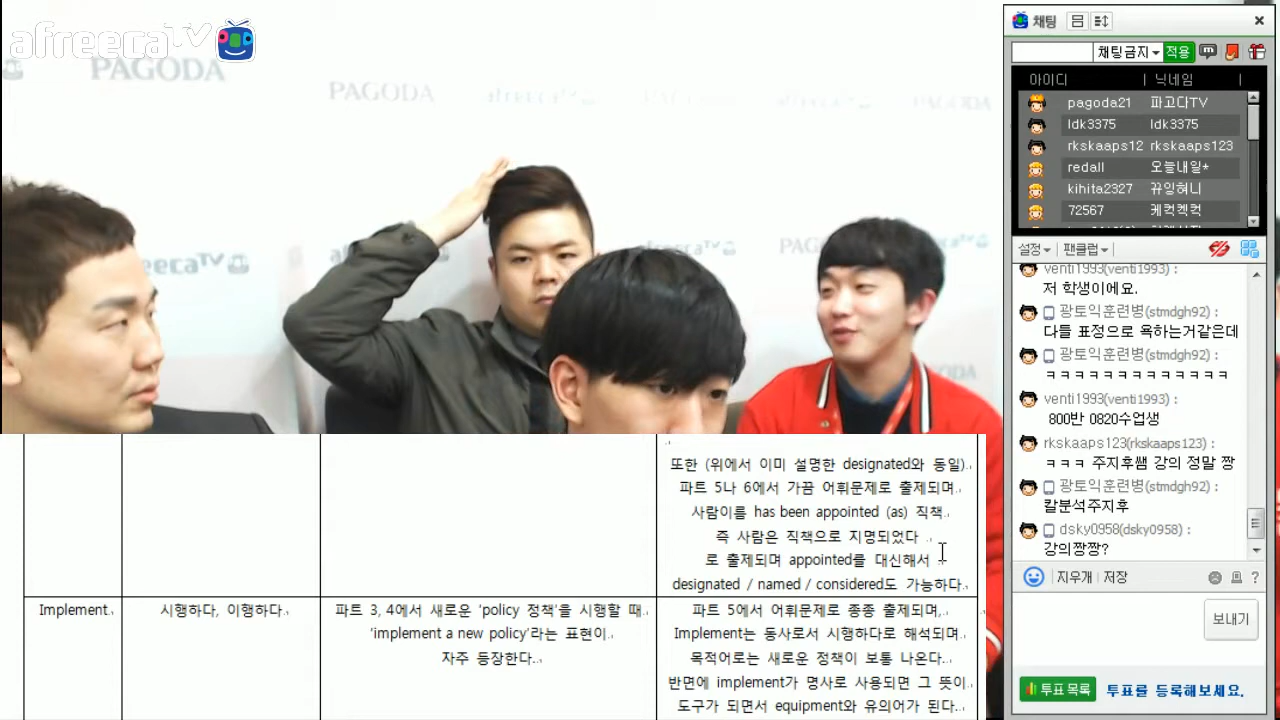 afreecaTV
PAGODA
PAGODA
afreecaTV
afreecaTV
PAGODA
afreecaTV
afreecaTV
PAG
채팅
채팅금지 적용
아이디 | 닉네임 |
pagoda21 파고다TV
ldk3375 ldk3375
rkskaaps12 rkskaaps123
redall 오늘내일*
kihita2327 뀨잉혀니
72567 케컥켁컥
설정 | 팬클럽 |
venti1993(venti1993) :
저 학생이에요.
광토익훈련병(stmdgh92) :
다들 표정으로 욕하는거같은데
광토익훈련병(stmdgh92) :
ㅋㅋㅋㅋㅋㅋㅋㅋㅋㅋㅋㅋㅋ
venti1993(venti1993) :
800반 0820수업생
rkskaaps123(rkskaaps123) :
ㅋㅋㅋ 주지후쌤 강의 정말 짱
광토익훈련병(stmdgh92) :
칼분석주지후
dsky0958(dsky0958) :
강의짱짱?
지우개 | 저장
?
보내기
투표 목록 투표를 등록해보세요.
또한 (위에서 이미 설명한 designated와 동일)
파트 5나 6에서 가끔 어휘문제로 출제되며
사람이름 has been appointed (as) 직책
즉 사람은 직책으로 지명되었다
로 출제되며 appointed를 대신해서
designated / named / considered도 가능하다.
Implement
시행하다, 이행하다
파트 3, 4에서 새로운 ‘policy 정책’을 시행할 때
‘implement a new policy’라는 표현이
자주 등장한다.
파트 5에서 어휘문제로 종종 출제되며,
Implement는 동사로서 시행하다로 해석되며
목적어로는 새로운 정책이 보통 나온다.
반면에 implement가 명사로 사용되면 그 뜻이
도구가 되면서 equipment와 유의어가 된다.